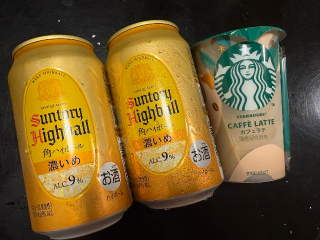 Suntory
Highball
角ハイボール
濃いめ
ALC.9%
お酒
Suntory
Highball
角ハイボール
濃いめ
ALC.9%
お酒
STARBUCKS
CAFFÈ LATTE
カフェラテ